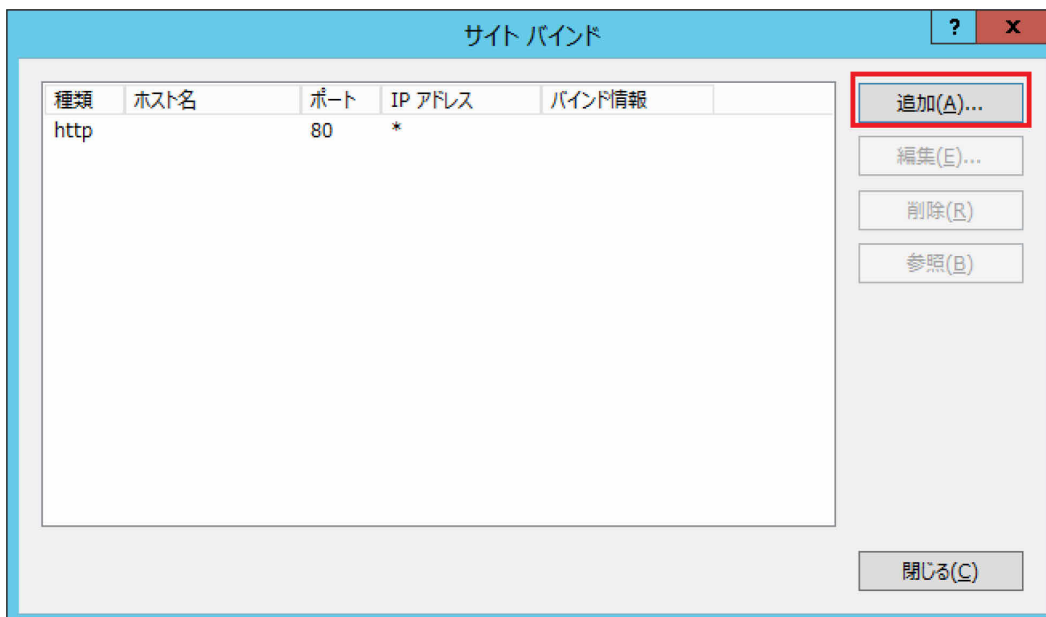 サイト バインド
? x
種類 ホスト名 ポート IP アドレス バインド情報
http 80 *
追加(A)...
編集(E)...
削除(R)
参照(B)
閉じる(C)